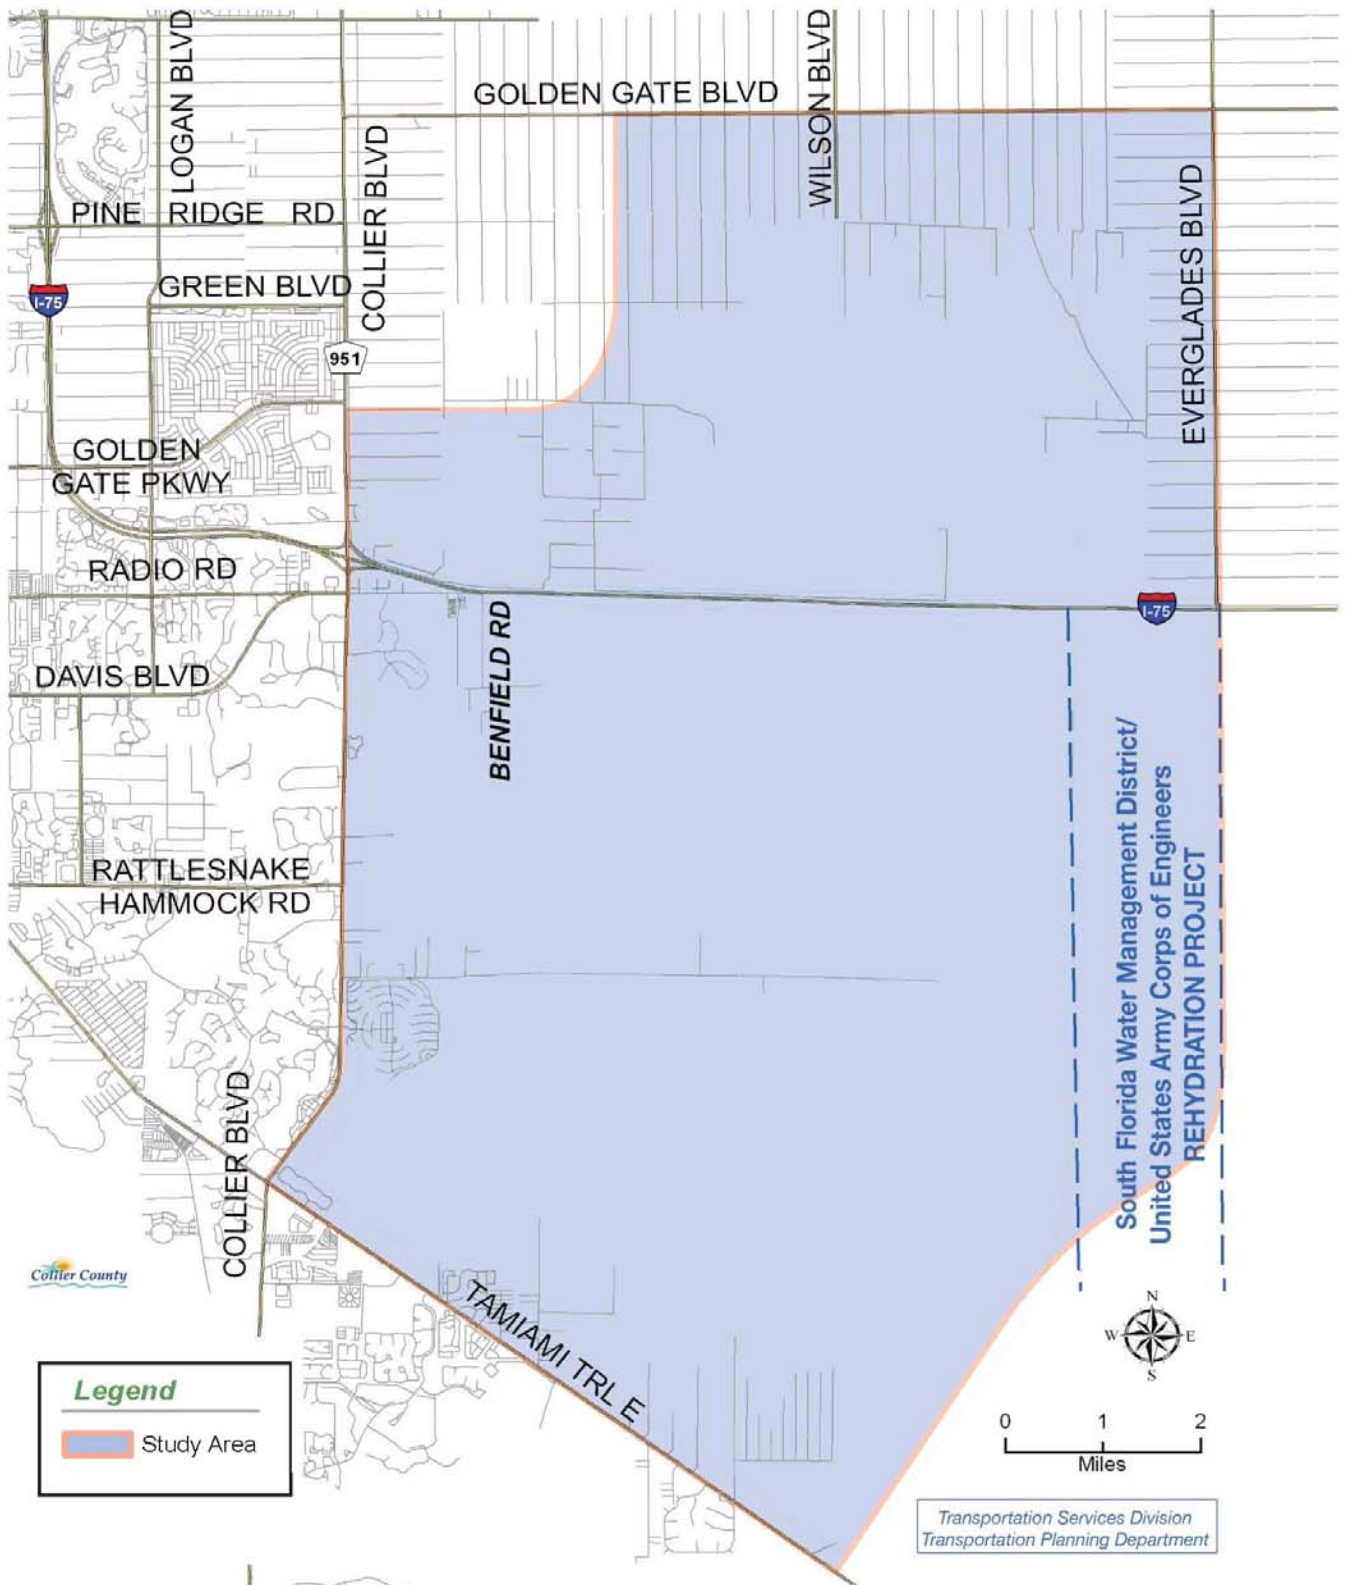 LOGAN BLVD
WILSON BLVD
GOLDEN GATE BLVD
COLLIER BLVD
EVERGLADES BLVD
PINE RIDGE RD
GREEN BLVD
I-75
951
GOLDEN
GATE PKWY
RADIO RD
I-75
BENFIELD RD
DAVIS BLVD
South Florida Water Management District/
United States Army Corps of Engineers
REHYDRATION PROJECT
RATTLESNAKE
HAMMOCK RD
COLLIER BLVD
Collier County
TAMIAMI TRL E
N
W E
S
Legend
Study Area
0 1 2
Miles
Transportation Services Division
Transportation Planning Department